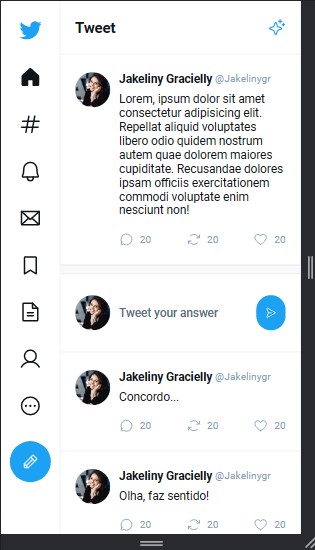 Tweet
Jakeliny Gracielly @Jakelinygr
Lorem, ipsum dolor sit amet
consectetur adipisicing elit.
Repellat aliquid voluptates
libero odio quidem nostrum
autem quae dolorem maiores
cupiditate. Recusandae dolores
ipsam officiis exercitationem
commodi voluptate enim
nesciunt non!
20 20 20
Tweet your answer
Jakeliny Gracielly @Jakelinygr
Concordo...
20 20 20
Jakeliny Gracielly @Jakelinygr
Olha, faz sentido!
20 20 20